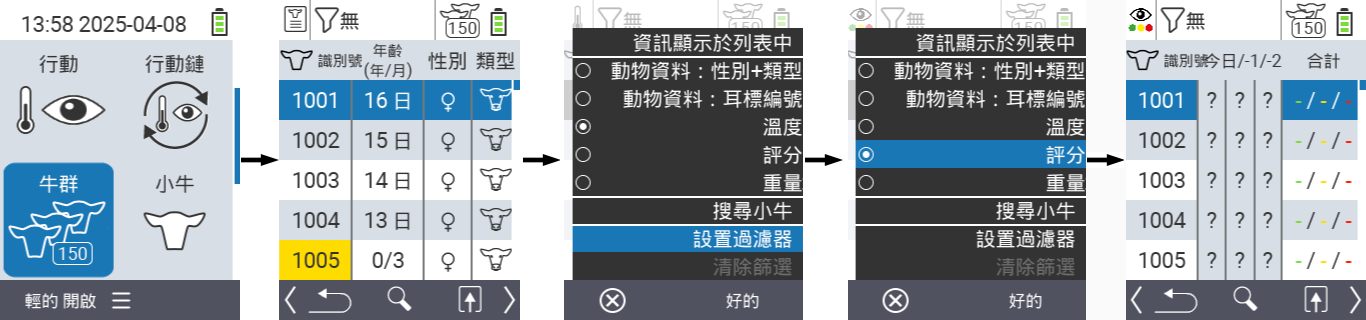 13:58 2025-04-08
行動
行動鏈
牛群
150
小牛
輕的 開啟
無
150
識別號 年齡 (年/月) 性別 類型
1001 16 日 ♀
1002 15 日 ♀
1003 14 日 ♀
1004 13 日 ♀
1005 0/3 ♀
無
150
資訊顯示於列表中
動物資料：性別+類型
動物資料：耳標編號
溫度
評分
重量
搜尋小牛
設置過濾器
清除篩選
好的
無
150
資訊顯示於列表中
動物資料：性別+類型
動物資料：耳標編號
溫度
評分
重量
搜尋小牛
設置過濾器
清除篩選
好的
無
150
識別號 今日/-1/-2 合計
1001 ? ? ? -/-/-
1002 ? ? ? -/-/-
1003 ? ? ? -/-/-
1004 ? ? ? -/-/-
1005 ? ? ? -/-/-